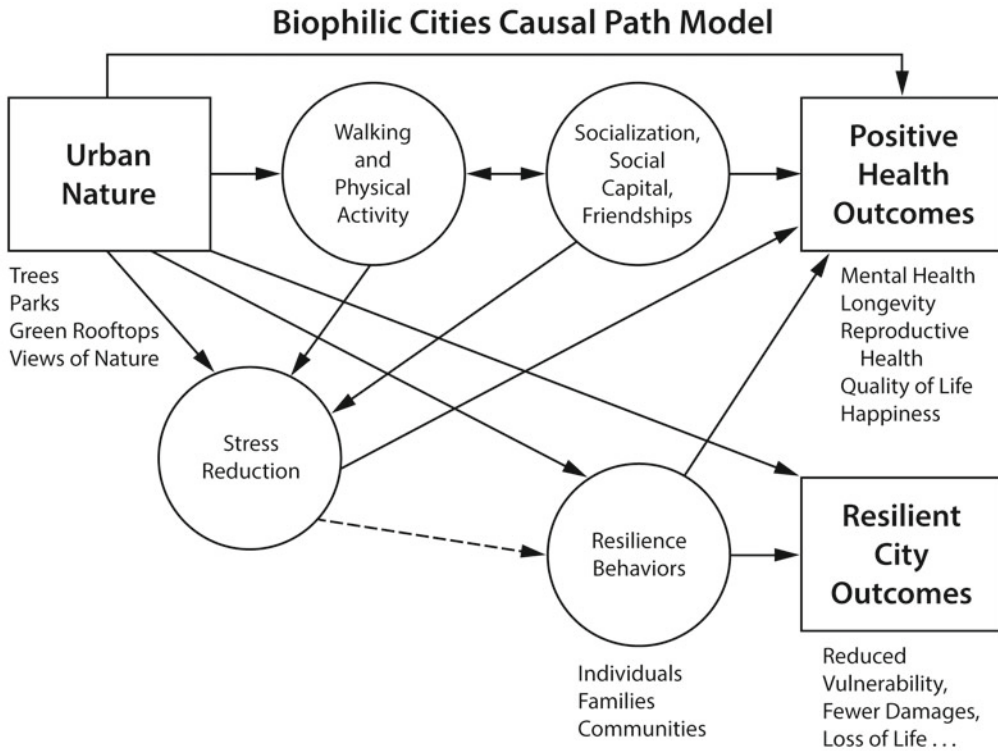 Biophilic Cities Causal Path Model
Urban
Nature
Trees
Parks
Green Rooftops
Views of Nature
Walking
and
Physical
Activity
Socialization,
Social
Capital,
Friendships
Positive
Health
Outcomes
Mental Health
Longevity
Reproductive
Health
Quality of Life
Happiness
Stress
Reduction
Resilience
Behaviors
Individuals
Families
Communities
Resilient
City
Outcomes
Reduced
Vulnerability,
Fewer Damages,
Loss of Life ...